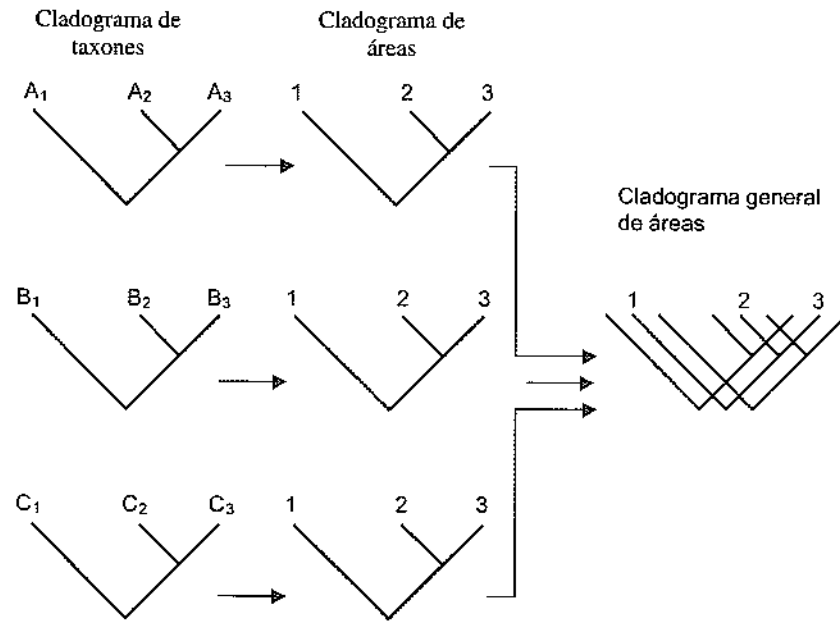 Cladograma de
taxones
Cladograma de
áreas
A₁ A₂ A₃ 1 2 3
Cladograma general
de áreas
B₁ B₂ B₃ 1 2 3 1 2 3
C₁ C₂ C₃ 1 2 3